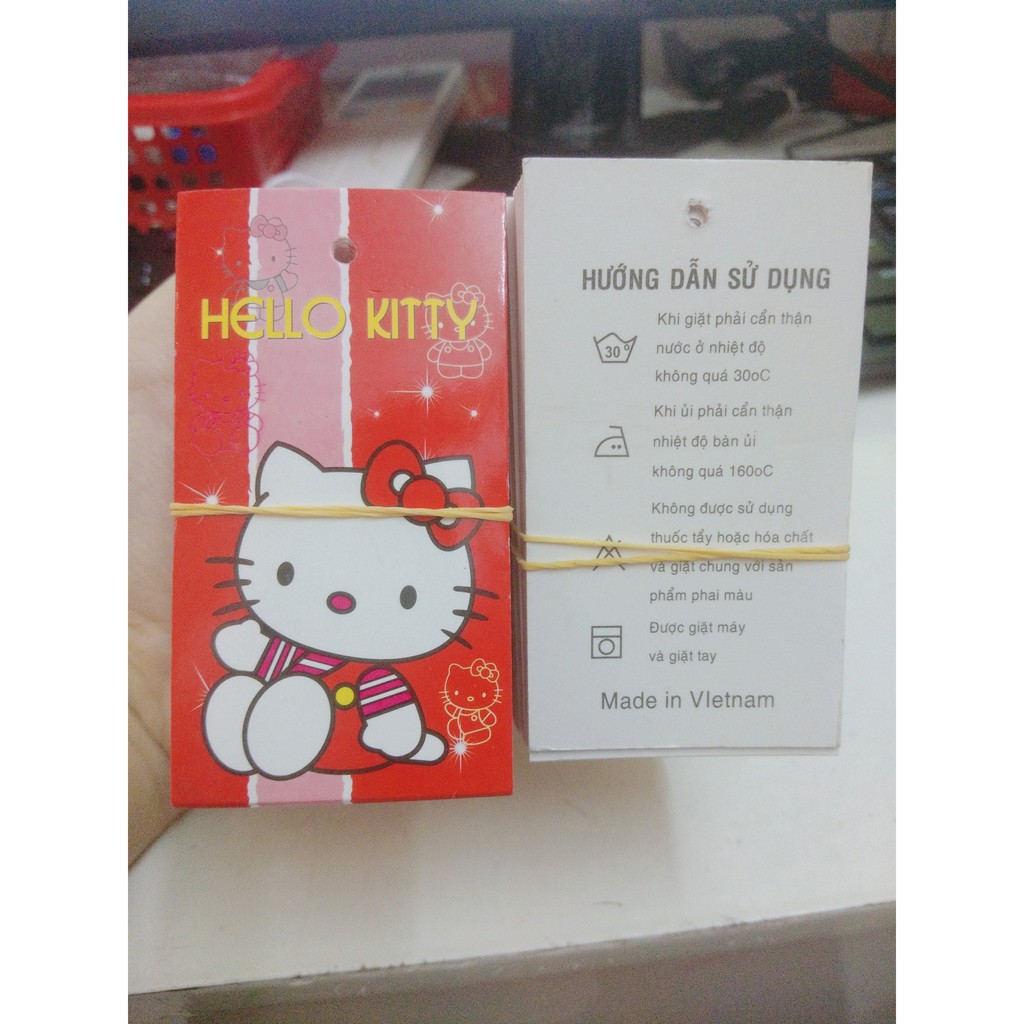 HELLO KITTY
HƯỚNG DẪN SỬ DỤNG
30°
Khi giặt phải cẩn thận
nước ở nhiệt độ
không quá 30oC
Khi ủi phải cẩn thận
nhiệt độ bàn ủi
không quá 160oC
Không được sử dụng
thuốc tẩy hoặc hóa chất
và giặt chung với sản
phẩm phai màu
Được giặt máy
và giặt tay
Made in VIetnam